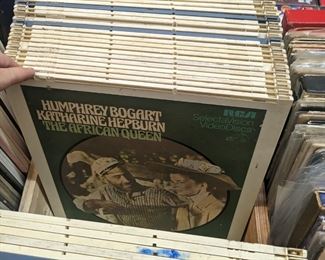 HUMPHREY BOGART
KATHARINE HEPBURN
THE AFRICAN QUEEN
RCA
SelectaVision
VideoDiscs